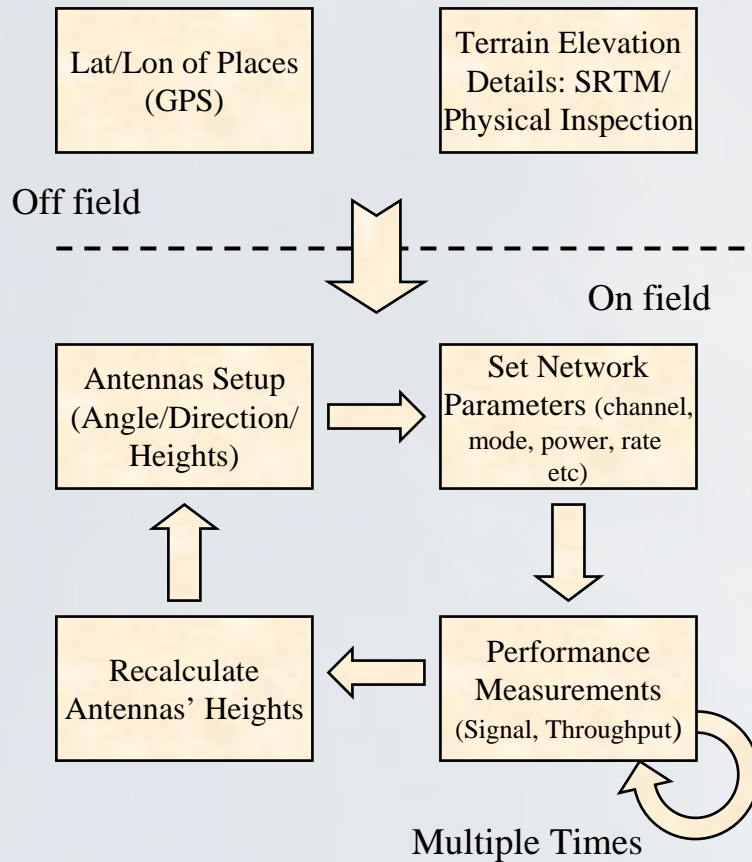 Lat/Lon of Places
(GPS)
Terrain Elevation
Details: SRTM/
Physical Inspection
Off field
On field
Antennas Setup
(Angle/Direction/
Heights)
Set Network
Parameters (channel,
mode, power, rate
etc)
Recalculate
Antennas’ Heights
Performance
Measurements
(Signal, Throughput)
Multiple Times